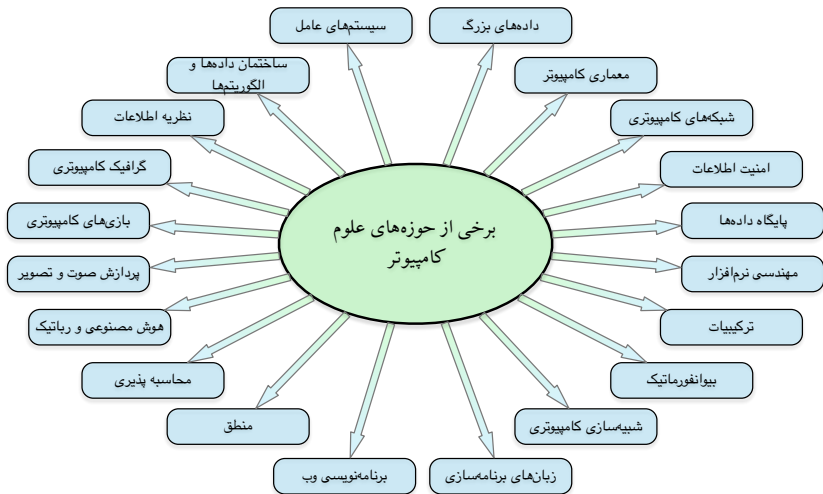 برخی از حوزه‌های علوم
کامپیوتر
داده‌های بزرگ
معماری کامپیوتر
شبکه‌های کامپیوتری
امنیت اطلاعات
پایگاه داده‌ها
مهندسی نرم‌افزار
ترکیبیات
بیوانفورماتیک
شبیه‌سازی کامپیوتری
زبان‌های برنامه‌سازی
برنامه‌نویسی وب
منطق
محاسبه پذیری
هوش مصنوعی و رباتیک
پردازش صوت و تصویر
بازی‌های کامپیوتری
گرافیک کامپیوتری
نظریه اطلاعات
ساختمان داده‌ها و
الگوریتم‌ها
سیستم‌های عامل